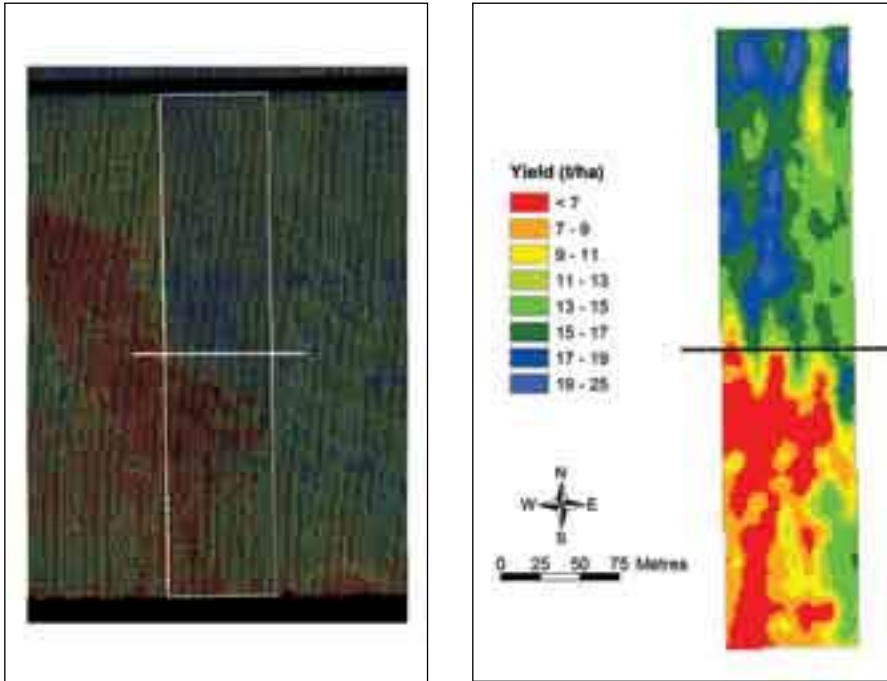 Yield (t/ha)
< 7
7 - 9
9 - 11
11 - 13
13 - 15
15 - 17
17 - 19
19 - 25
N
W E
S
0 25 50 75 Metres